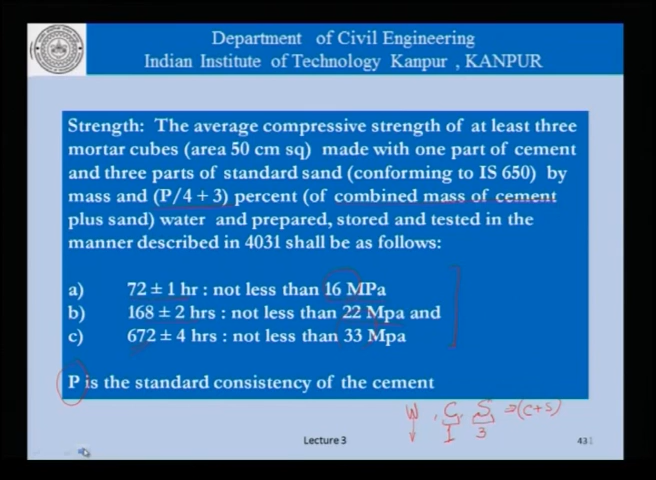 Department of Civil Engineering
Indian Institute of Technology Kanpur , KANPUR
Strength: The average compressive strength of at least three
mortar cubes (area 50 cm sq) made with one part of cement
and three parts of standard sand (conforming to IS 650) by
mass and (P/4 + 3) percent (of combined mass of cement
plus sand) water and prepared, stored and tested in the
manner described in 4031 shall be as follows:
a) 72 ± 1 hr : not less than 16 MPa
b) 168 ± 2 hrs : not less than 22 Mpa and
c) 672 ± 4 hrs : not less than 33 Mpa
P is the standard consistency of the cement
W , C, S ⇒ (C+S)
1 3
Lecture 3
431